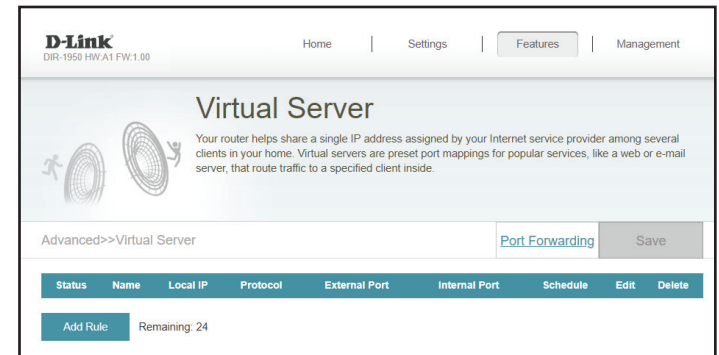 D-Link
DIR-1950 HW:A1 FW:1.00
Home | Settings | Features | Management
Virtual Server
Your router helps share a single IP address assigned by your Internet service provider among several
clients in your home. Virtual servers are preset port mappings for popular services, like a web or e-mail
server, that route traffic to a specified client inside.
Advanced>>Virtual Server Port Forwarding Save
Status Name Local IP Protocol External Port Internal Port Schedule Edit Delete
Add Rule Remaining: 24